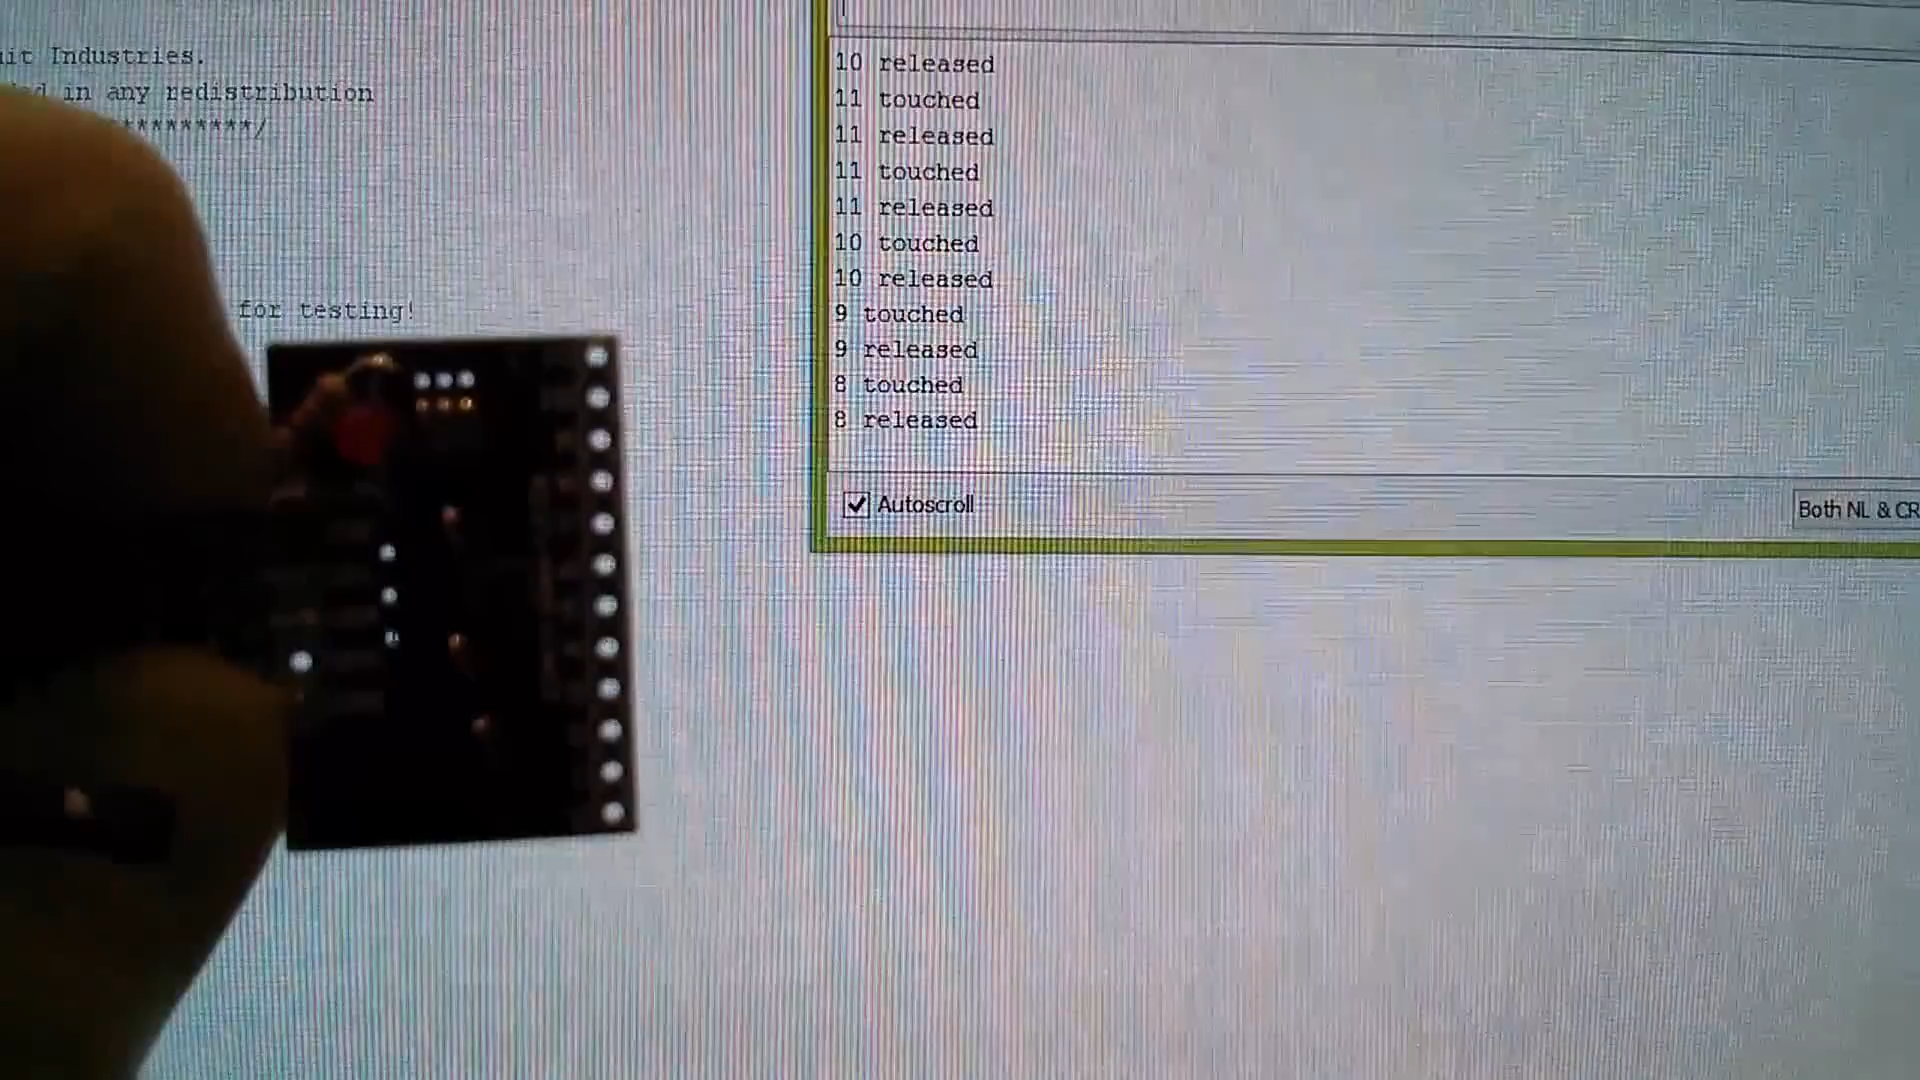 Industries.
in any redistribution
*********/
for testing!
10 released
11 touched
11 released
11 touched
11 released
10 touched
10 released
9 touched
9 released
8 touched
8 released
Autoscroll
Both NL & CR